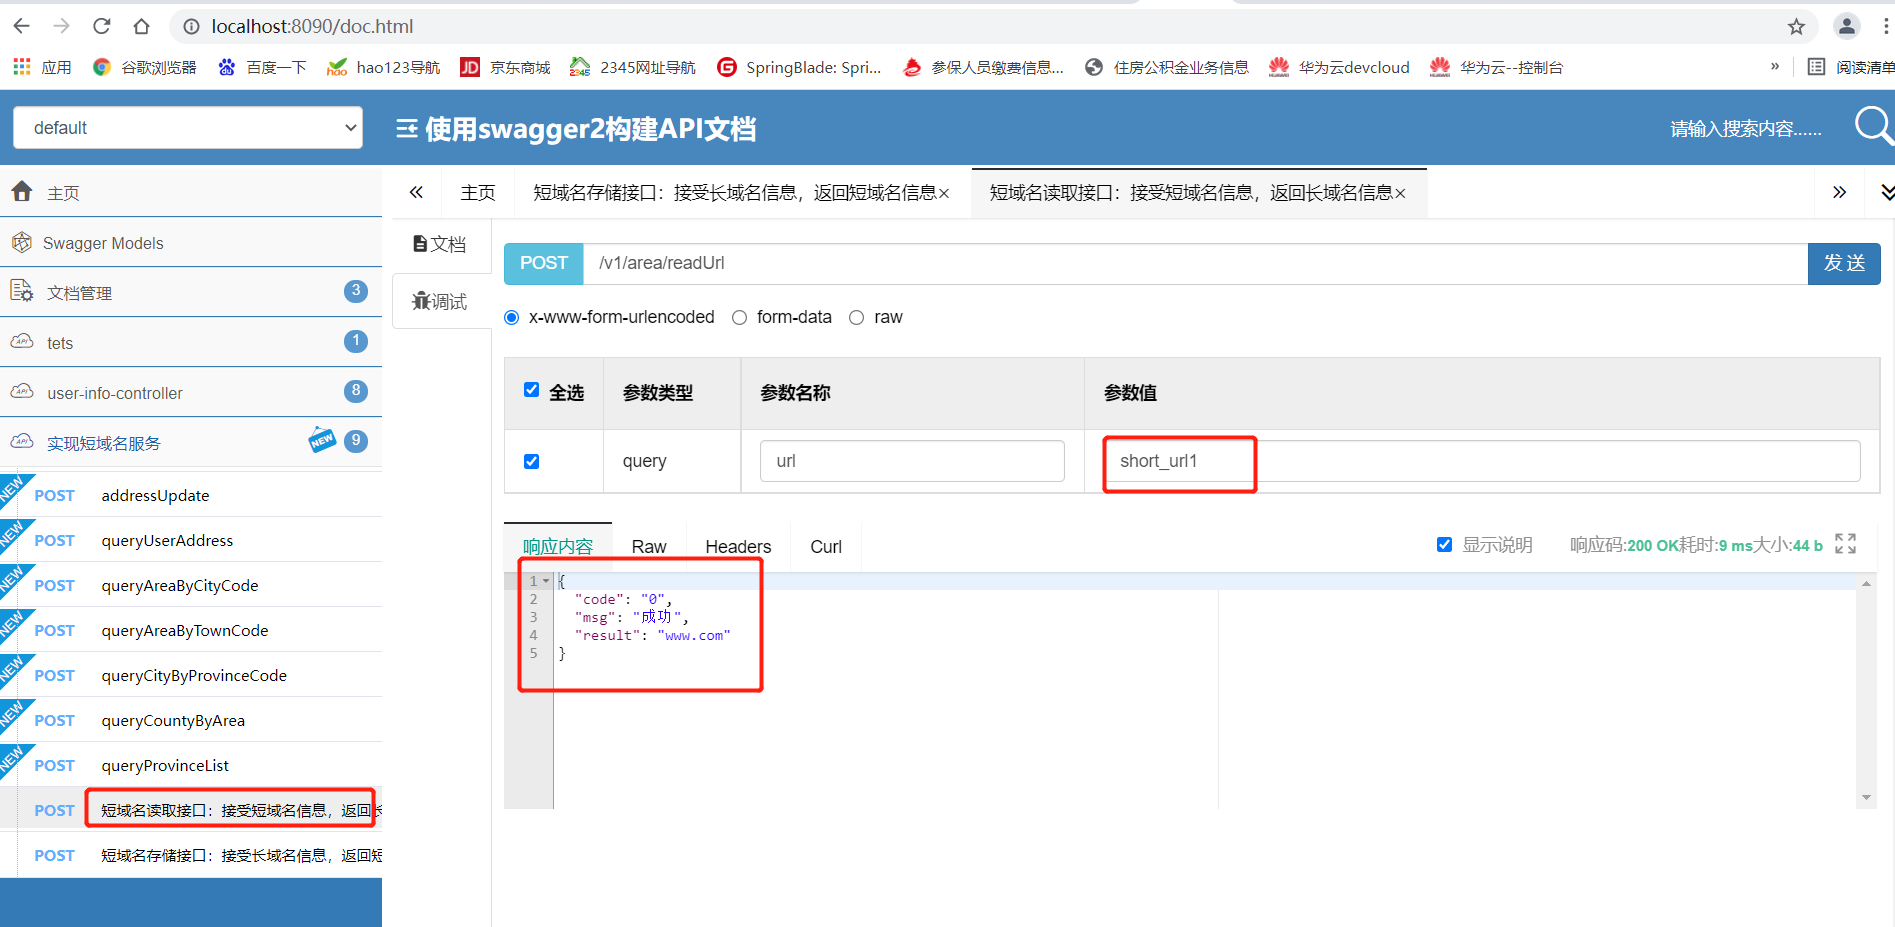 localhost:8090/doc.html
应用 谷歌浏览器 百度一下 hao123导航 京东商城 2345网址导航 SpringBlade: Spri... 参保人员缴费信息... 住房公积金业务信息 华为云devcloud 华为云--控制台 » 阅读清单
default 使用swagger2构建API文档 请输入搜索内容......
主页
Swagger Models
文档管理 3
tets 1
user-info-controller 8
实现短域名服务 NEW 9
NEW POST addressUpdate
NEW POST queryUserAddress
NEW POST queryAreaByCityCode
NEW POST queryAreaByTownCode
NEW POST queryCityByProvinceCode
NEW POST queryCountyByArea
NEW POST queryProvinceList
POST 短域名读取接口：接受短域名信息，返回长
POST 短域名存储接口：接受长域名信息，返回短
« 主页 短域名存储接口：接受长域名信息，返回短域名信息× 短域名读取接口：接受短域名信息，返回长域名信息× »
文档
调试
POST /v1/area/readUrl 发 送
x-www-form-urlencoded form-data raw
全选 参数类型 参数名称 参数值
query url short_url1
响应内容 Raw Headers Curl 显示说明 响应码:200 OK耗时:9 ms大小:44 b
1 {
2 "code": "0",
3 "msg": "成功",
4 "result": "www.com"
5 }